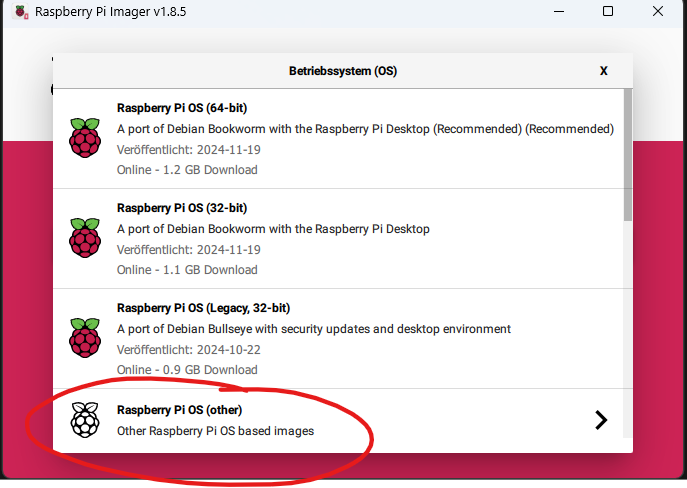 Raspberry Pi Imager v1.8.5
Betriebssystem (OS)
X
Raspberry Pi OS (64-bit)
A port of Debian Bookworm with the Raspberry Pi Desktop (Recommended) (Recommended)
Veröffentlicht: 2024-11-19
Online - 1.2 GB Download
Raspberry Pi OS (32-bit)
A port of Debian Bookworm with the Raspberry Pi Desktop
Veröffentlicht: 2024-11-19
Online - 1.1 GB Download
Raspberry Pi OS (Legacy, 32-bit)
A port of Debian Bullseye with security updates and desktop environment
Veröffentlicht: 2024-10-22
Online - 0.9 GB Download
Raspberry Pi OS (other)
Other Raspberry Pi OS based images